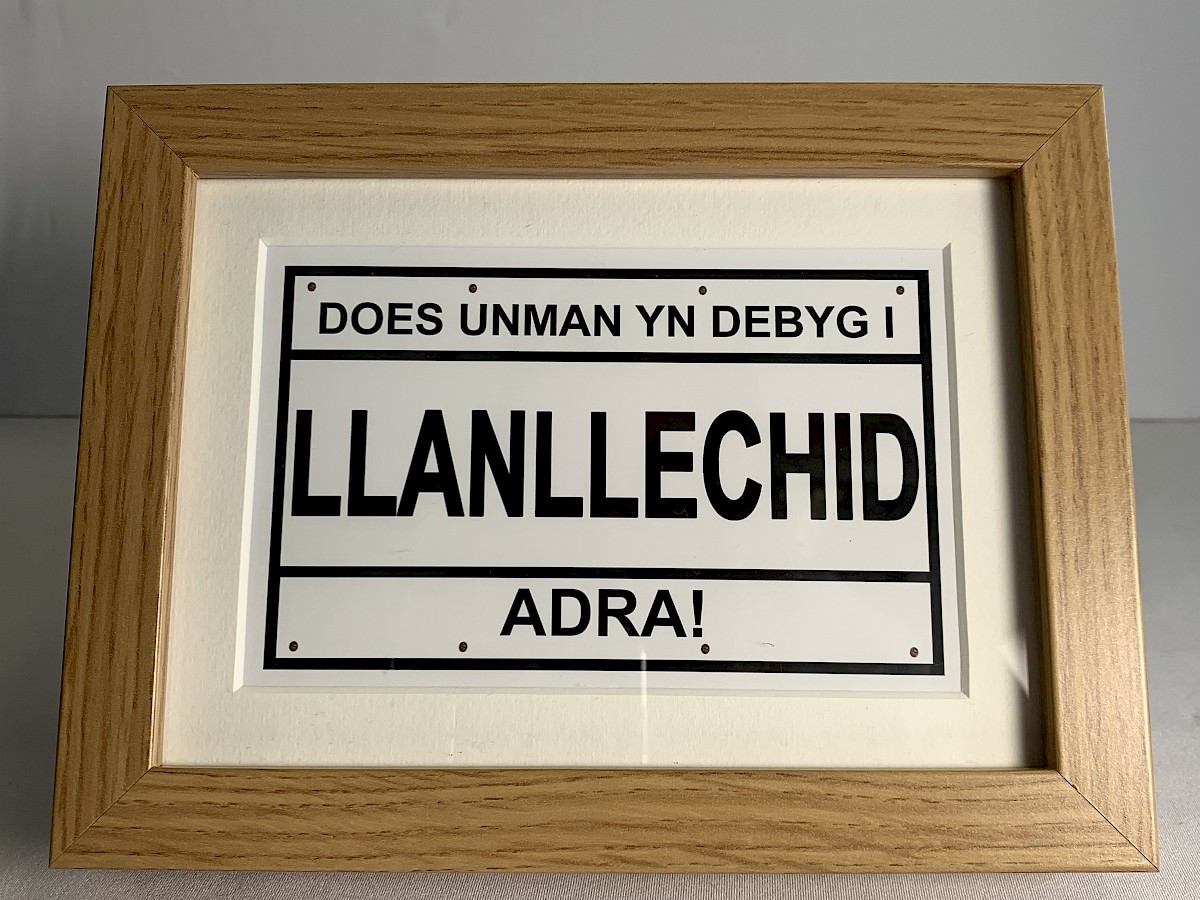 DOES UNMAN YN DEBYG I
LLANLLECHID
ADRA!